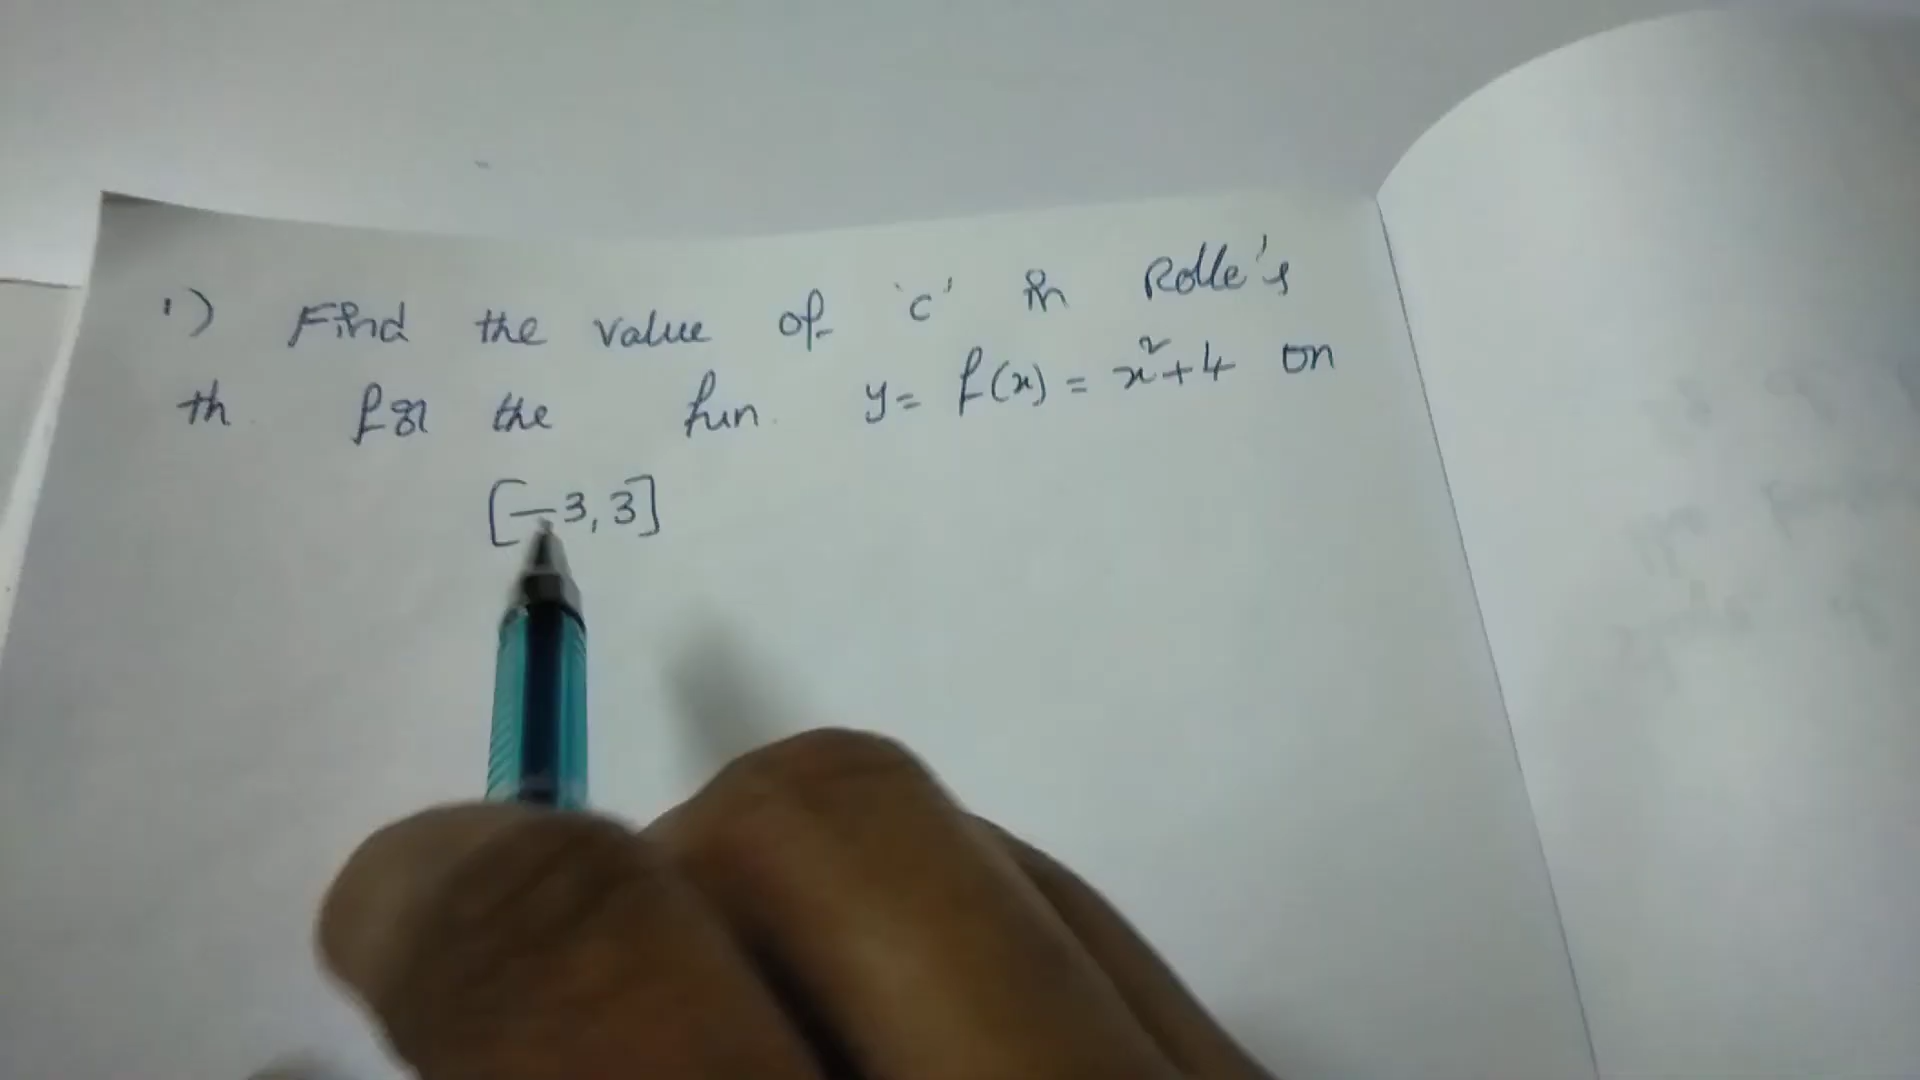 1) Find the value of 'c' in Rolle's
th for the fun. y = f(x) = x²+4 on
[-3, 3]